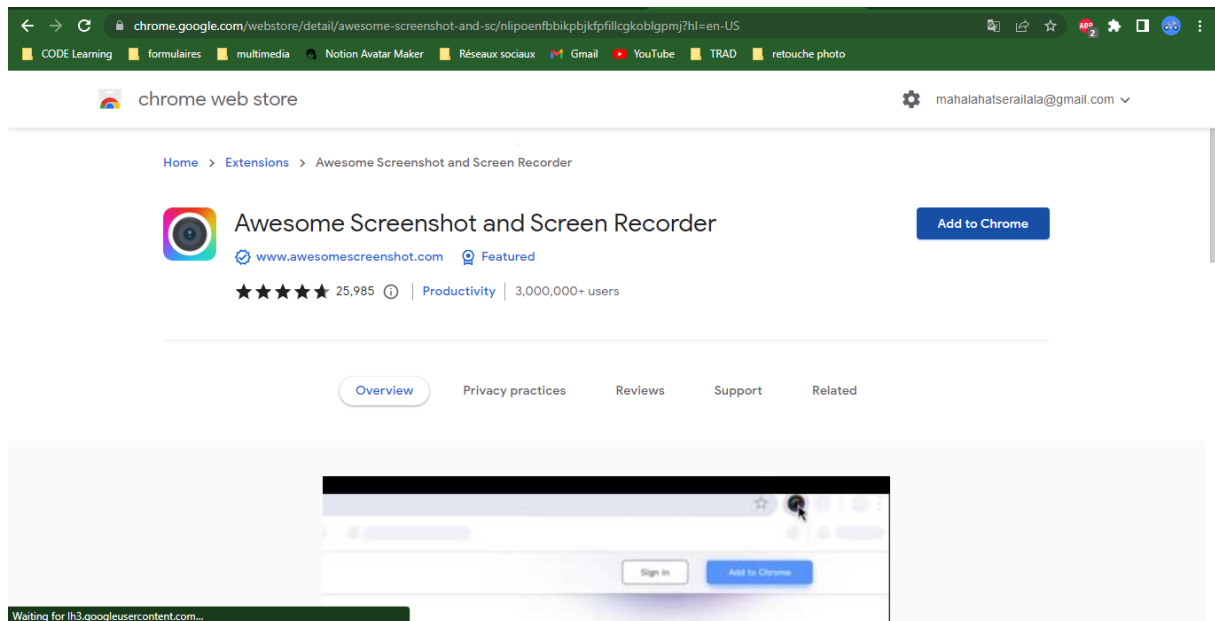 chrome.google.com/webstore/detail/awesome-screenshot-and-sc/nlipoenfbbikpbjkfpfillcgkoblgpmj?hl=en-US
ABP 2
CODE Learning formulaires multimedia Notion Avatar Maker Réseaux sociaux Gmail YouTube TRAD retouche photo
chrome web store mahalahatserailala@gmail.com
Home > Extensions > Awesome Screenshot and Screen Recorder
Awesome Screenshot and Screen Recorder Add to Chrome
www.awesomescreenshot.com Featured
25,985 Productivity 3,000,000+ users
Overview Privacy practices Reviews Support Related
Sign in Add to Chrome
Waiting for lh3.googleusercontent.com...